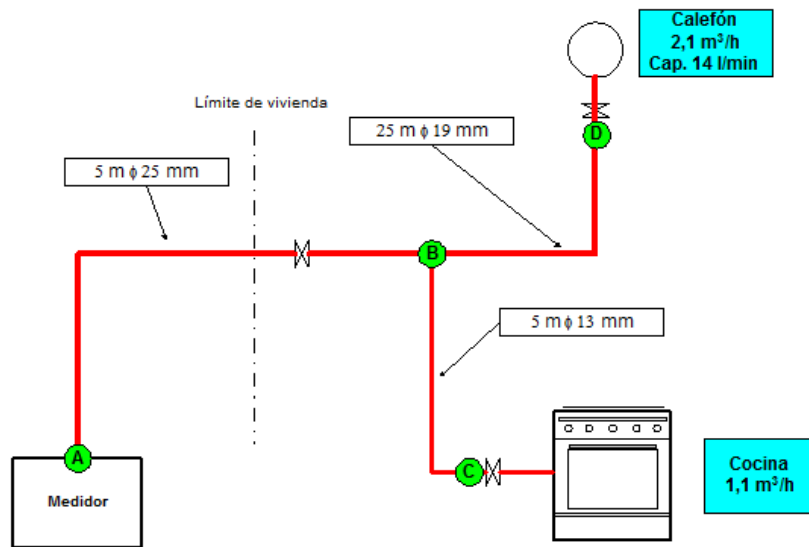 Calefón
2,1 m³/h
Cap. 14 l/min
Límite de vivienda
25 m ϕ 19 mm
D
5 m ϕ 25 mm
B
5 m ϕ 13 mm
A
C
Medidor
Cocina
1,1 m³/h